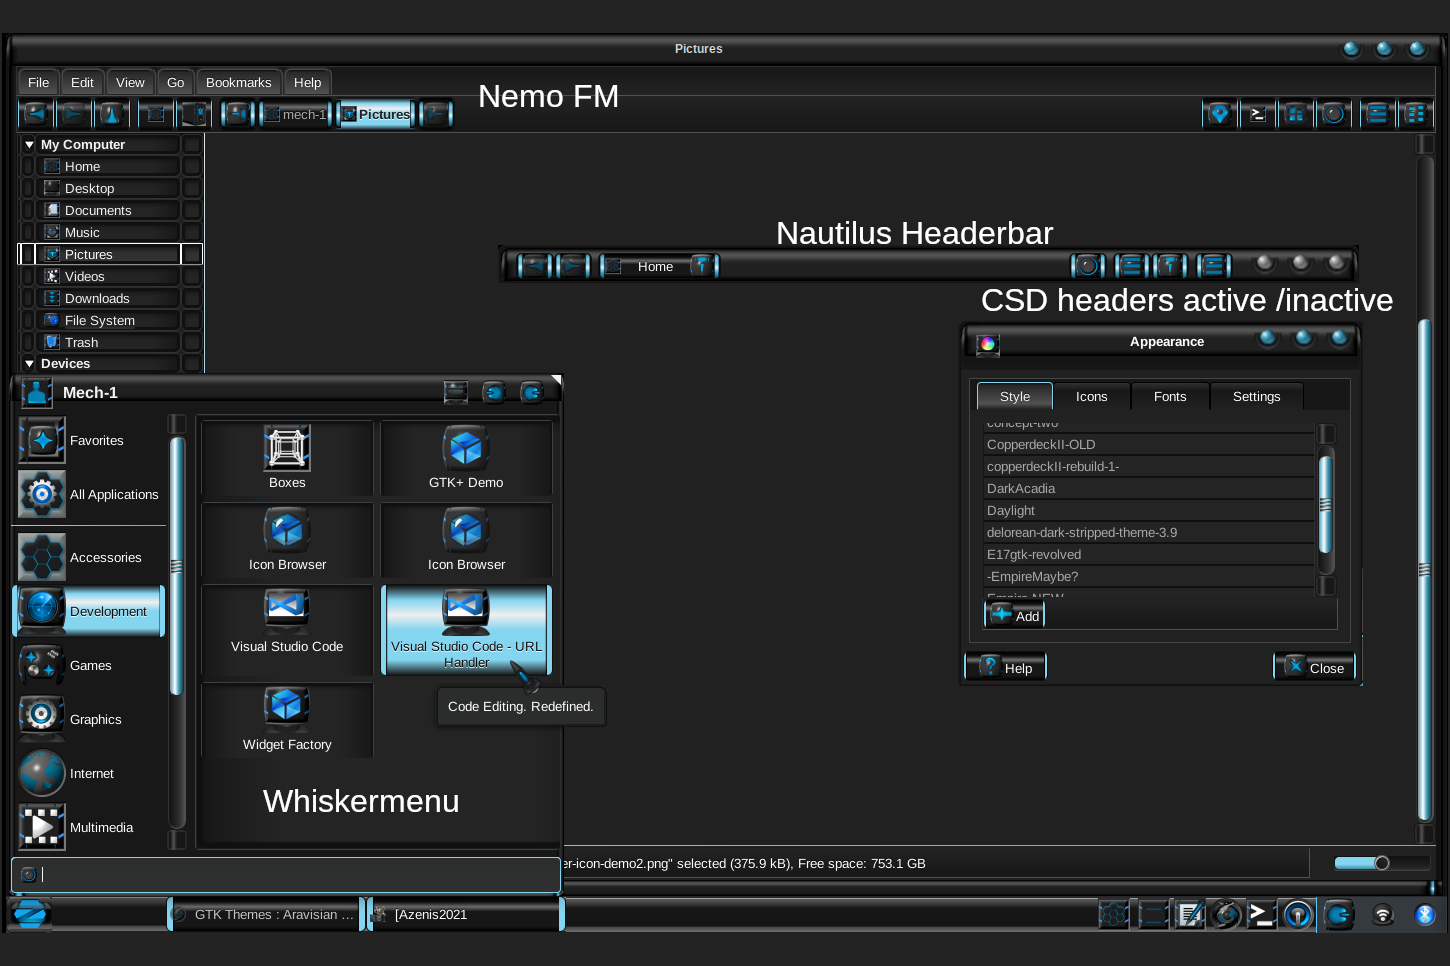 Pictures
File Edit View Go Bookmarks Help
Nemo FM
mech-1 Pictures
My Computer
Home
Desktop
Documents
Music
Pictures
Videos
Downloads
File System
Trash
Devices
Nautilus Headerbar
Home
CSD headers active /inactive
Appearance
Style Icons Fonts Settings
concept-two
CopperdeckII-OLD
copperdeckII-rebuild-1-
DarkAcadia
Daylight
delorean-dark-stripped-theme-3.9
E17gtk-revolved
-EmpireMaybe?
Empire-NEW
Add
Help Close
Mech-1
Favorites
All Applications
Accessories
Development
Games
Graphics
Internet
Multimedia
Boxes GTK+ Demo
Icon Browser Icon Browser
Visual Studio Code Visual Studio Code - URL
Handler
Code Editing. Redefined.
Widget Factory
Whiskermenu
er-icon-demo2.png" selected (375.9 kB), Free space: 753.1 GB
GTK Themes : Aravisian ... [Azenis2021